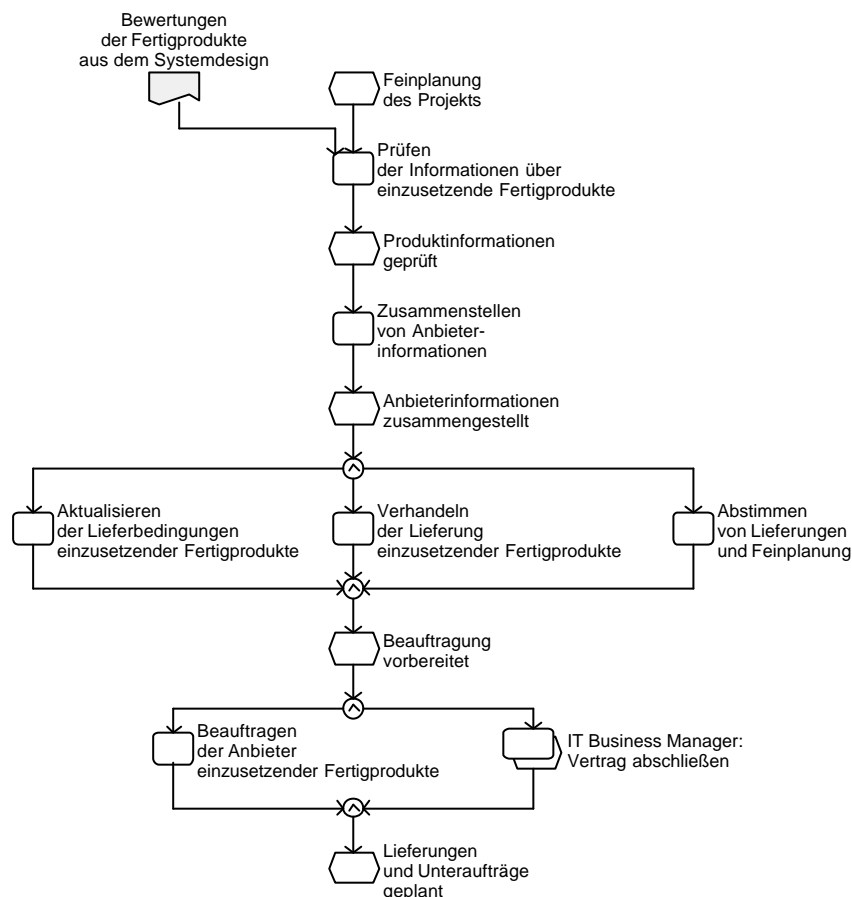 Bewertungen
der Fertigprodukte
aus dem Systemdesign
Feinplanung
des Projekts
Prüfen
der Informationen über
einzusetzende Fertigprodukte
Produktinformationen
geprüft
Zusammenstellen
von Anbieter-
informationen
Anbieterinformationen
zusammengestellt
Aktualisieren
der Lieferbedingungen
einzusetzender Fertigprodukte
Verhandeln
der Lieferung
einzusetzender Fertigprodukte
Abstimmen
von Lieferungen
und Feinplanung
Beauftragung
vorbereitet
Beauftragen
der Anbieter
einzusetzender Fertigprodukte
IT Business Manager:
Vertrag abschließen
Lieferungen
und Unteraufträge
geplant